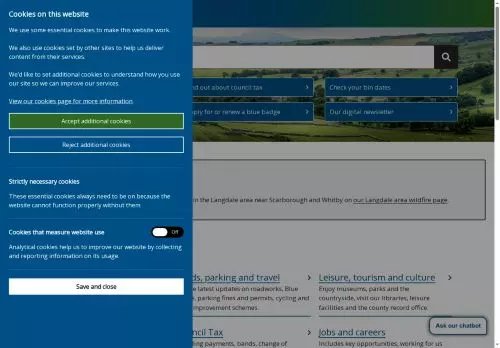 Cookies on this website
We use some essential cookies to make this website work.
We also use cookies set by other sites to help us deliver
content from their services.
We'd like to set additional cookies to understand how you use
our site so we can improve our services.
View our cookies page for more information.
Accept additional cookies
Reject additional cookies
Strictly necessary cookies
These essential cookies always need to be on because the
website cannot function properly without them
Cookies that measure website use
Off
Analytical cookies help us to improve our website by collecting
and reporting information on its usage.
Save and close
out about council tax
Check your bin dates
for or renew a blue badge
Our digital newsletter
in the Langdale area near Scarborough and Whitby on our Langdale area wildfire page.
parking and travel
latest updates on roadworks, Blue
parking fines and permits, cycling and
improvement schemes.
Leisure, tourism and culture
Enjoy museums, parks and the
countryside, visit our libraries, leisure
facilities and the county record office.
Tax
payments, bands, change of
Jobs and careers
Includes key opportunities, working for us
Ask our chatbot